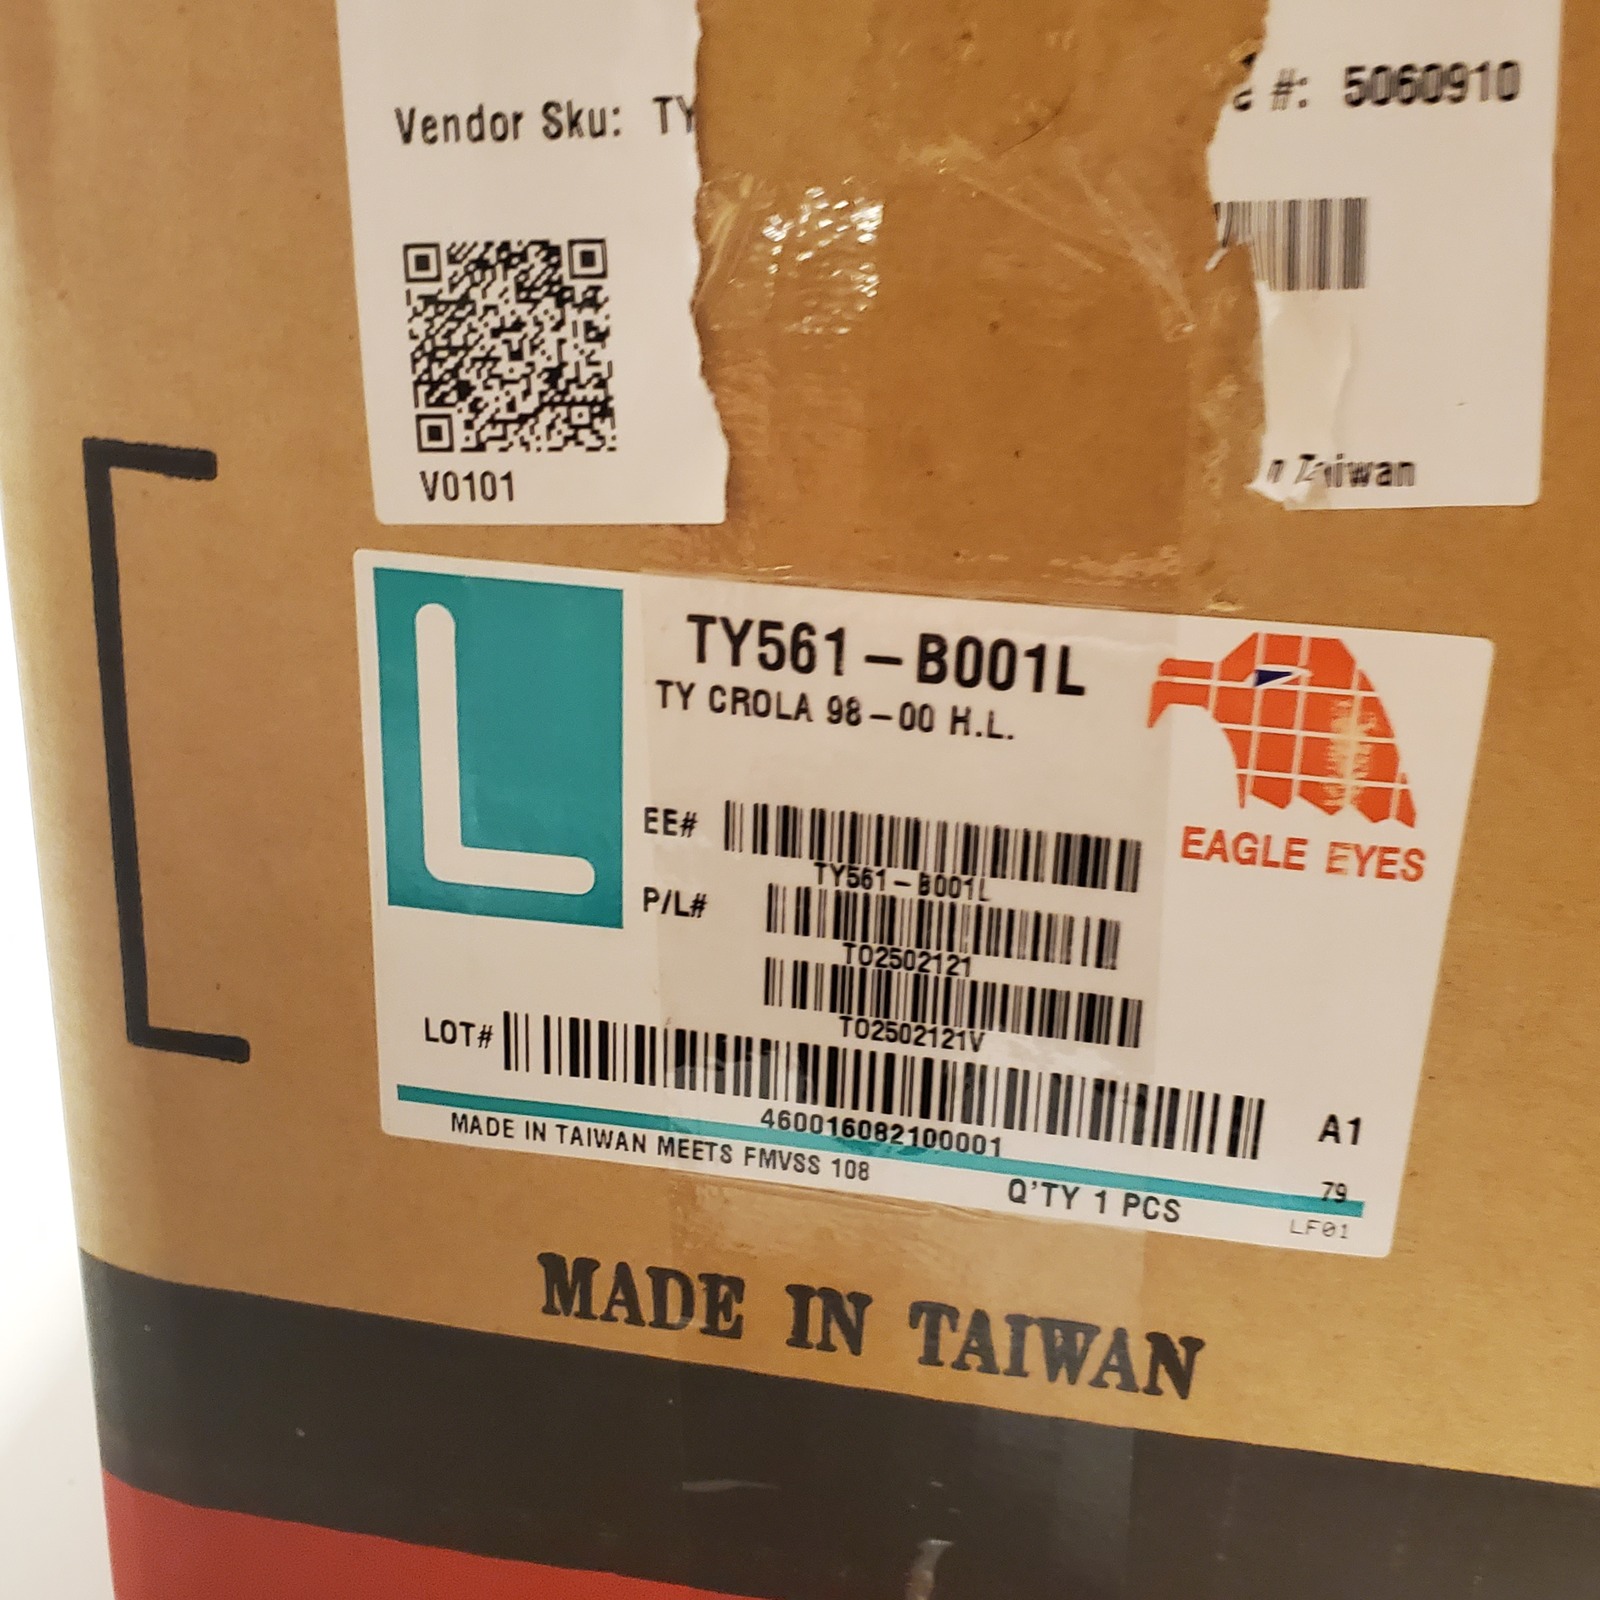 Vendor Sku: TY
#: 5060910
V0101
Taiwan
L
TY561-B001L
TY CROLA 98-00 H.L.
EAGLE EYES
EE#
TY561-B001L
P/L#
TO2502121
TO2502121V
LOT#
460016082100001
A1
MADE IN TAIWAN MEETS FMVSS 108
Q'TY 1 PCS
79
LF01
MADE IN TAIWAN